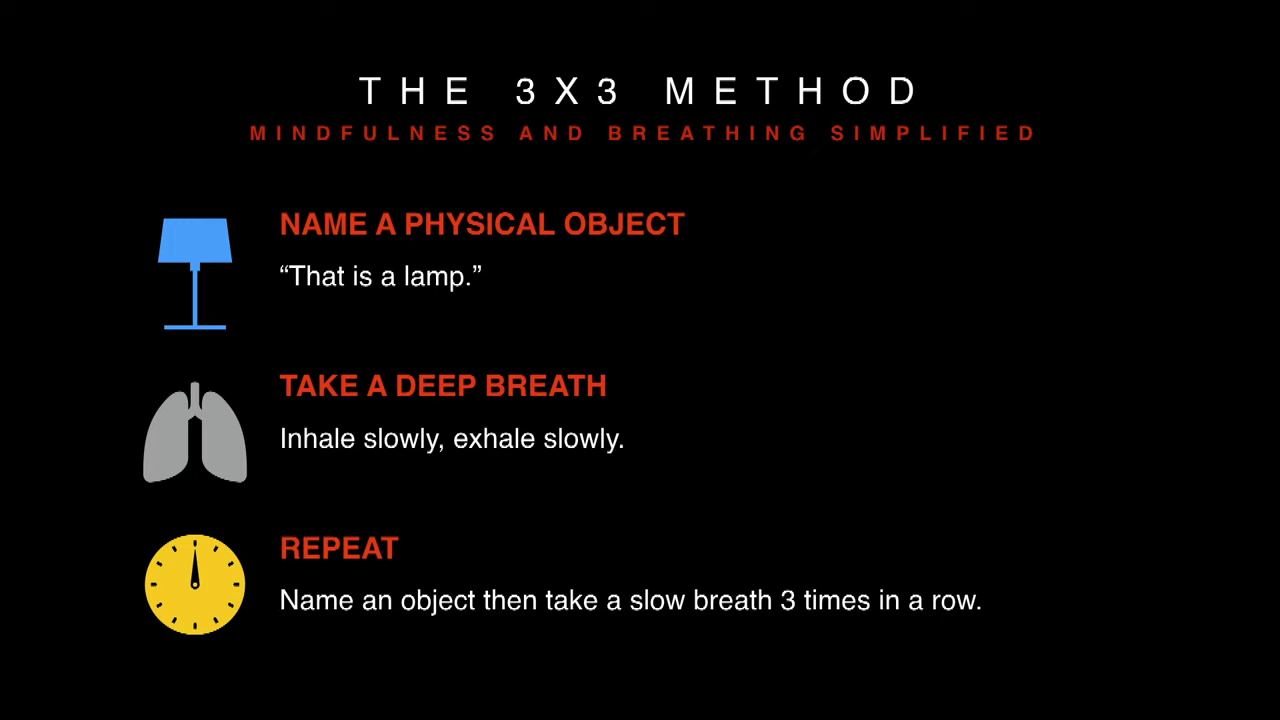 THE 3X3 METHOD
MINDFULNESS AND BREATHING SIMPLIFIED
NAME A PHYSICAL OBJECT
“That is a lamp.”
TAKE A DEEP BREATH
Inhale slowly, exhale slowly.
REPEAT
Name an object then take a slow breath 3 times in a row.